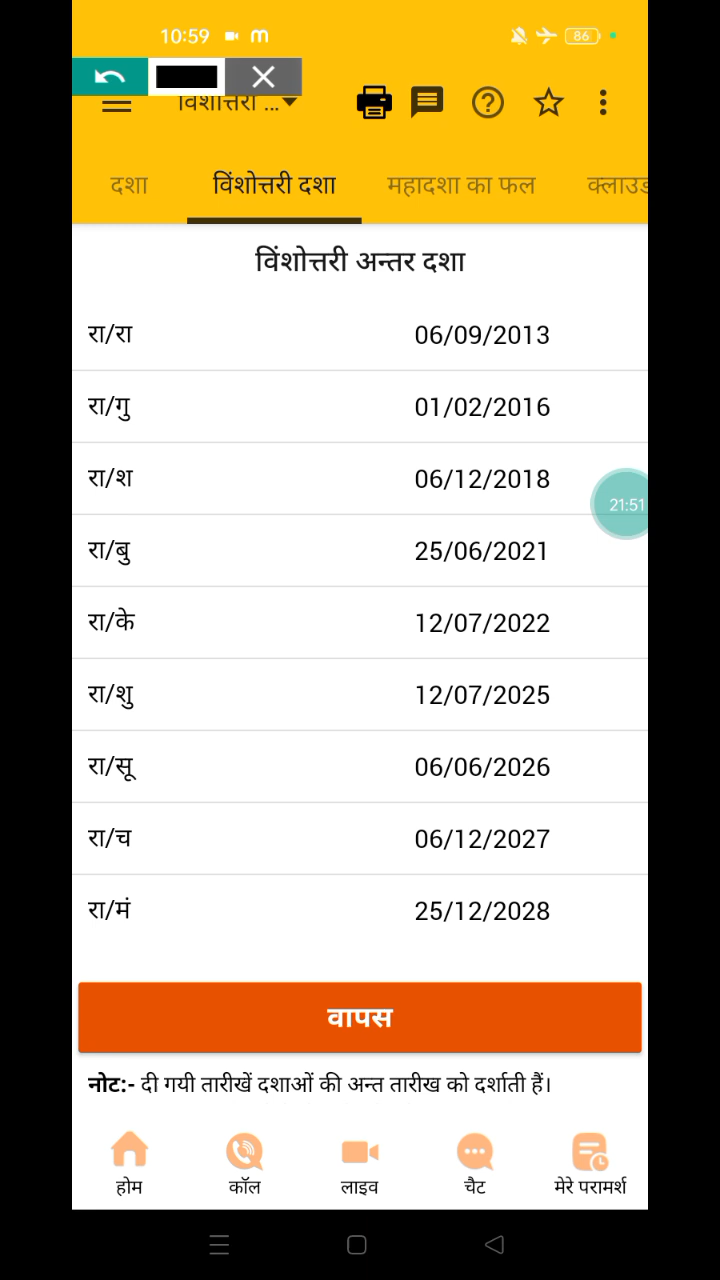 10:59 m 86
विंशोत्तरी ...
दशा विंशोत्तरी दशा महादशा का फल क्लाउड
विंशोत्तरी अन्तर दशा
रा/रा 06/09/2013
रा/गु 01/02/2016
रा/श 06/12/2018
21:51
रा/बु 25/06/2021
रा/के 12/07/2022
रा/शु 12/07/2025
रा/सू 06/06/2026
रा/च 06/12/2027
रा/मं 25/12/2028
वापस
नोट:- दी गयी तारीखें दशाओं की अन्त तारीख को दर्शाती हैं।
होम कॉल लाइव चैट मेरे परामर्श